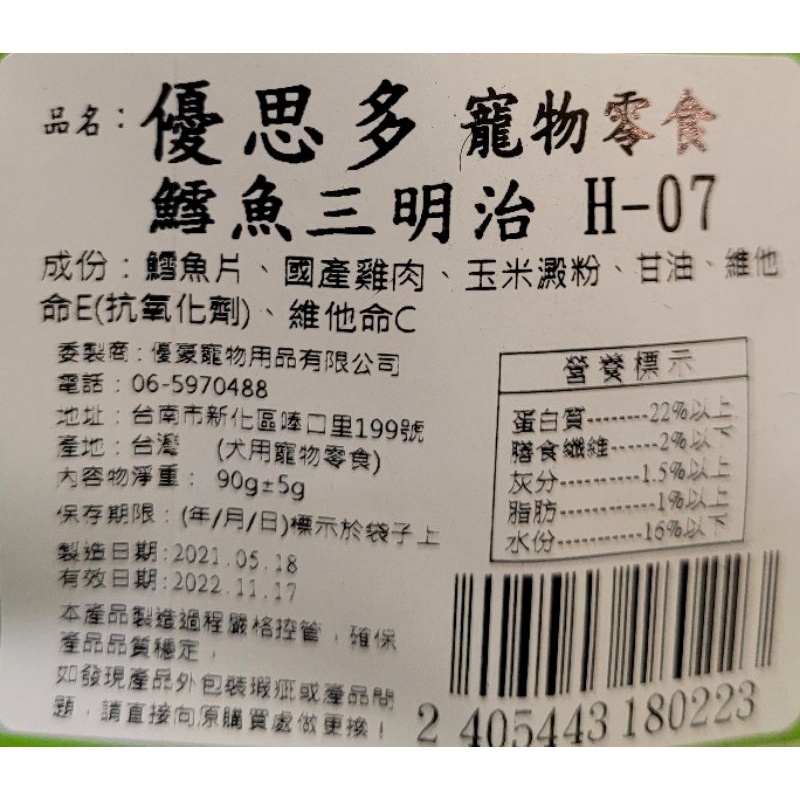 品名：優思多 寵物零食
鱈魚三明治 H-07
成份：鱈魚片、國產雞肉、玉米澱粉、甘油、維他
命E(抗氧化劑)、維他命C
委製商：優豪寵物用品有限公司
電話：06-5970488
地址：台南市新化區唪口里199號
產地：台灣 (犬用寵物零食)
內容物淨重： 90g±5g
保存期限：(年/月/日)標示於袋子上
製造日期:2021.05.18
有效日期:2022.11.17
本產品製造過程嚴格控管，確保
產品品質穩定，
如發現產品外包裝瑕疵或產品問
題，請直接向原購買處做更換！
營養標示
蛋白質--------22%以上
膳食纖維------2%以下
灰分----------1.5%以上
脂肪-----------1%以上
水份----------16%以下
2 405443 180223